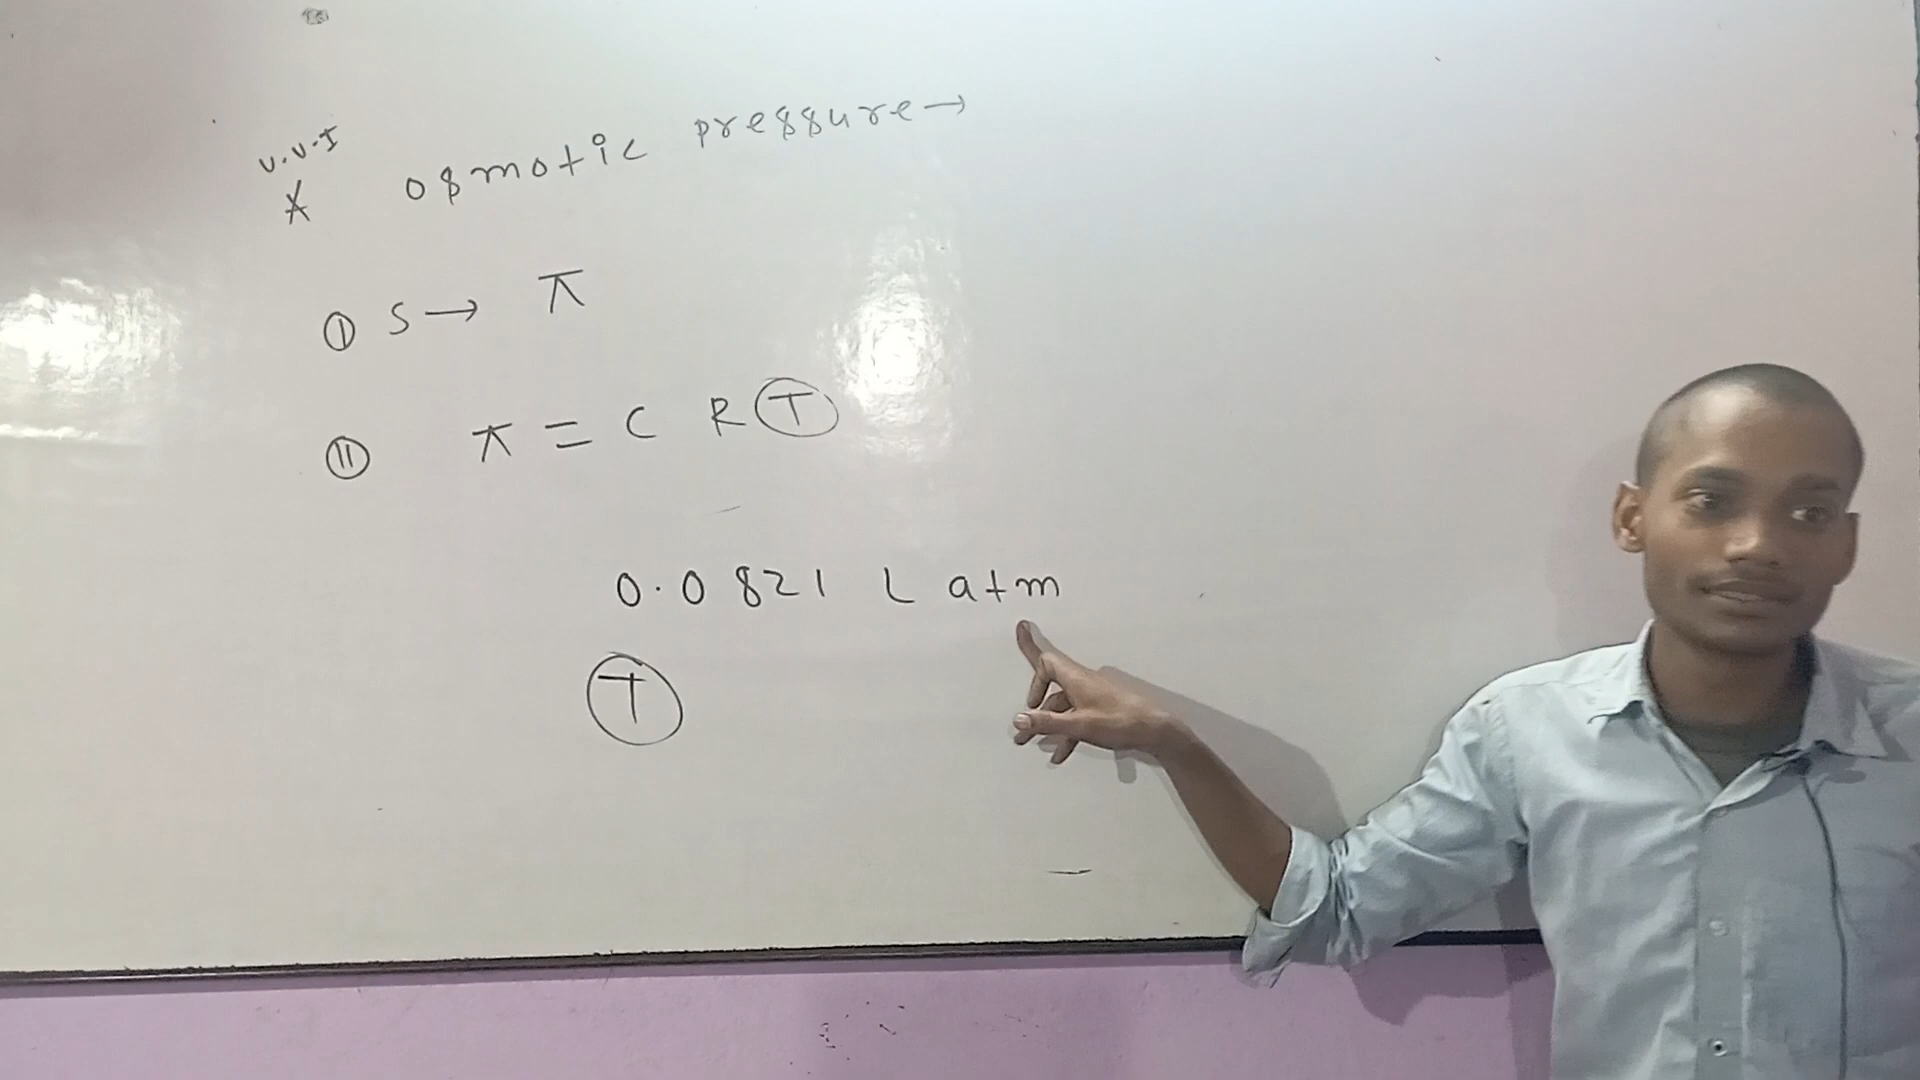 V.V.I
* osmotic pressure →
① S → π
② π = C R T
0.0821 L atm
T